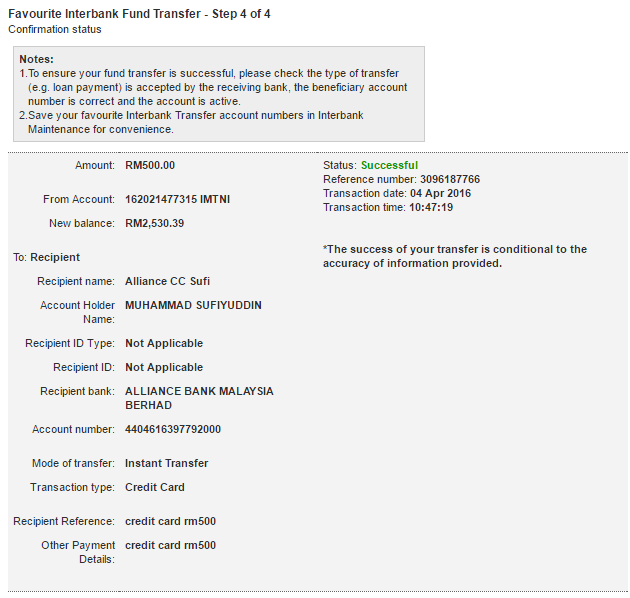 Favourite Interbank Fund Transfer - Step 4 of 4
Confirmation status
Notes:
1.To ensure your fund transfer is successful, please check the type of transfer
(e.g. loan payment) is accepted by the receiving bank, the beneficiary account
number is correct and the account is active.
2.Save your favourite Interbank Transfer account numbers in Interbank
Maintenance for convenience.
Amount: RM500.00
From Account: 162021477315 IMTNI
New balance: RM2,530.39
Status: Successful
Reference number: 3096187766
Transaction date: 04 Apr 2016
Transaction time: 10:47:19
*The success of your transfer is conditional to the
accuracy of information provided.
To: Recipient
Recipient name: Alliance CC Sufi
Account Holder MUHAMMAD SUFIYUDDIN
Name:
Recipient ID Type: Not Applicable
Recipient ID: Not Applicable
Recipient bank: ALLIANCE BANK MALAYSIA
BERHAD
Account number: 4404616397792000
Mode of transfer: Instant Transfer
Transaction type: Credit Card
Recipient Reference: credit card rm500
Other Payment credit card rm500
Details: